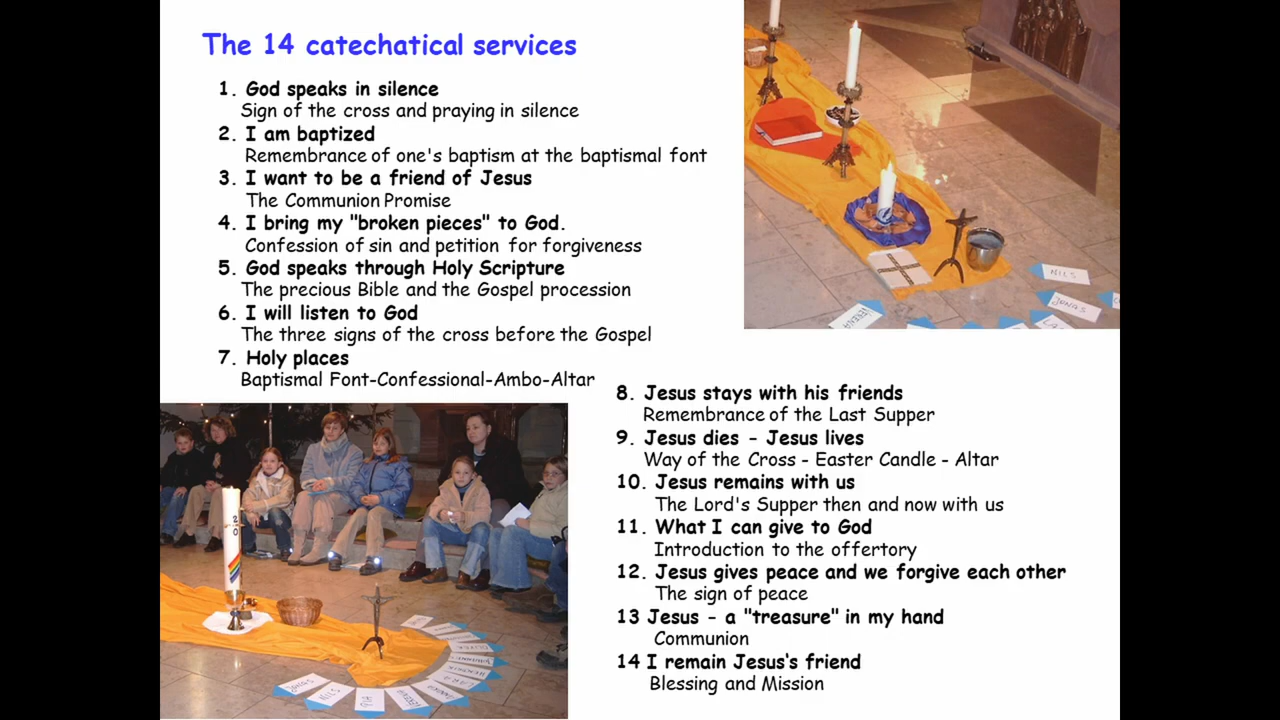 The 14 catechatical services
1. God speaks in silence
Sign of the cross and praying in silence
2. I am baptized
Remembrance of one's baptism at the baptismal font
3. I want to be a friend of Jesus
The Communion Promise
4. I bring my "broken pieces" to God.
Confession of sin and petition for forgiveness
5. God speaks through Holy Scripture
The precious Bible and the Gospel procession
6. I will listen to God
The three signs of the cross before the Gospel
7. Holy places
Baptismal Font-Confessional-Ambo-Altar
8. Jesus stays with his friends
Remembrance of the Last Supper
9. Jesus dies - Jesus lives
Way of the Cross - Easter Candle - Altar
10. Jesus remains with us
The Lord's Supper then and now with us
11. What I can give to God
Introduction to the offertory
12. Jesus gives peace and we forgive each other
The sign of peace
13 Jesus - a "treasure" in my hand
Communion
14 I remain Jesus's friend
Blessing and Mission
NILS
JONAS
JONAS
NILS